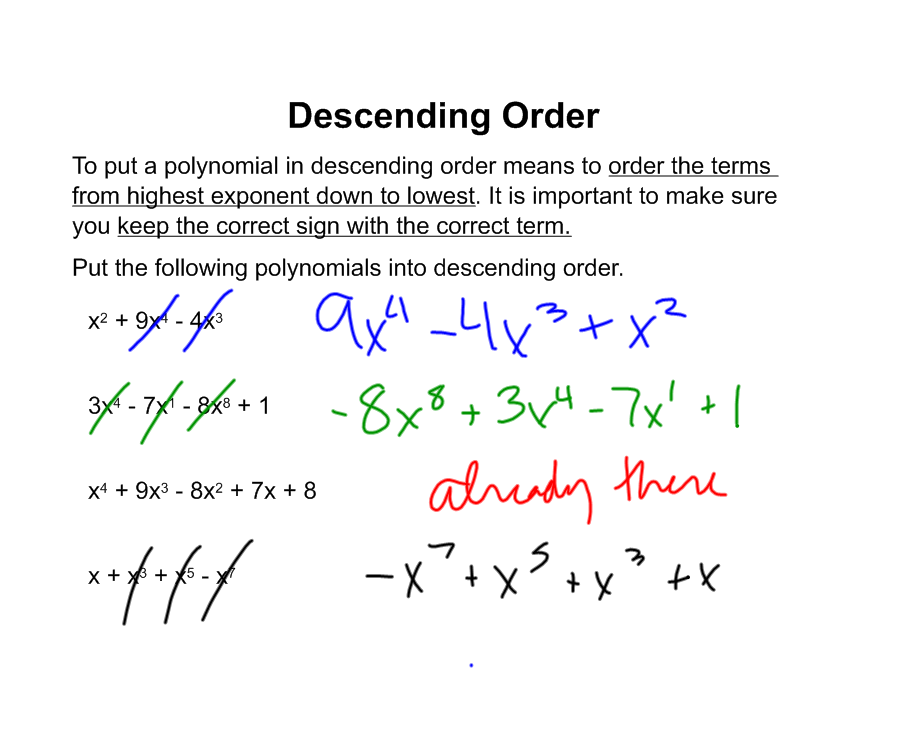 Descending Order
To put a polynomial in descending order means to order the terms
from highest exponent down to lowest. It is important to make sure
you keep the correct sign with the correct term.
Put the following polynomials into descending order.
x² + 9x⁴ - 4x³ 9x⁴ - 4x³ + x²
3x⁴ - 7x¹ - 8x⁸ + 1 -8x⁸ + 3x⁴ - 7x¹ + 1
x⁴ + 9x³ - 8x² + 7x + 8 already there
x + x³ + x⁵ - x⁷ -x⁷ + x⁵ + x³ + x